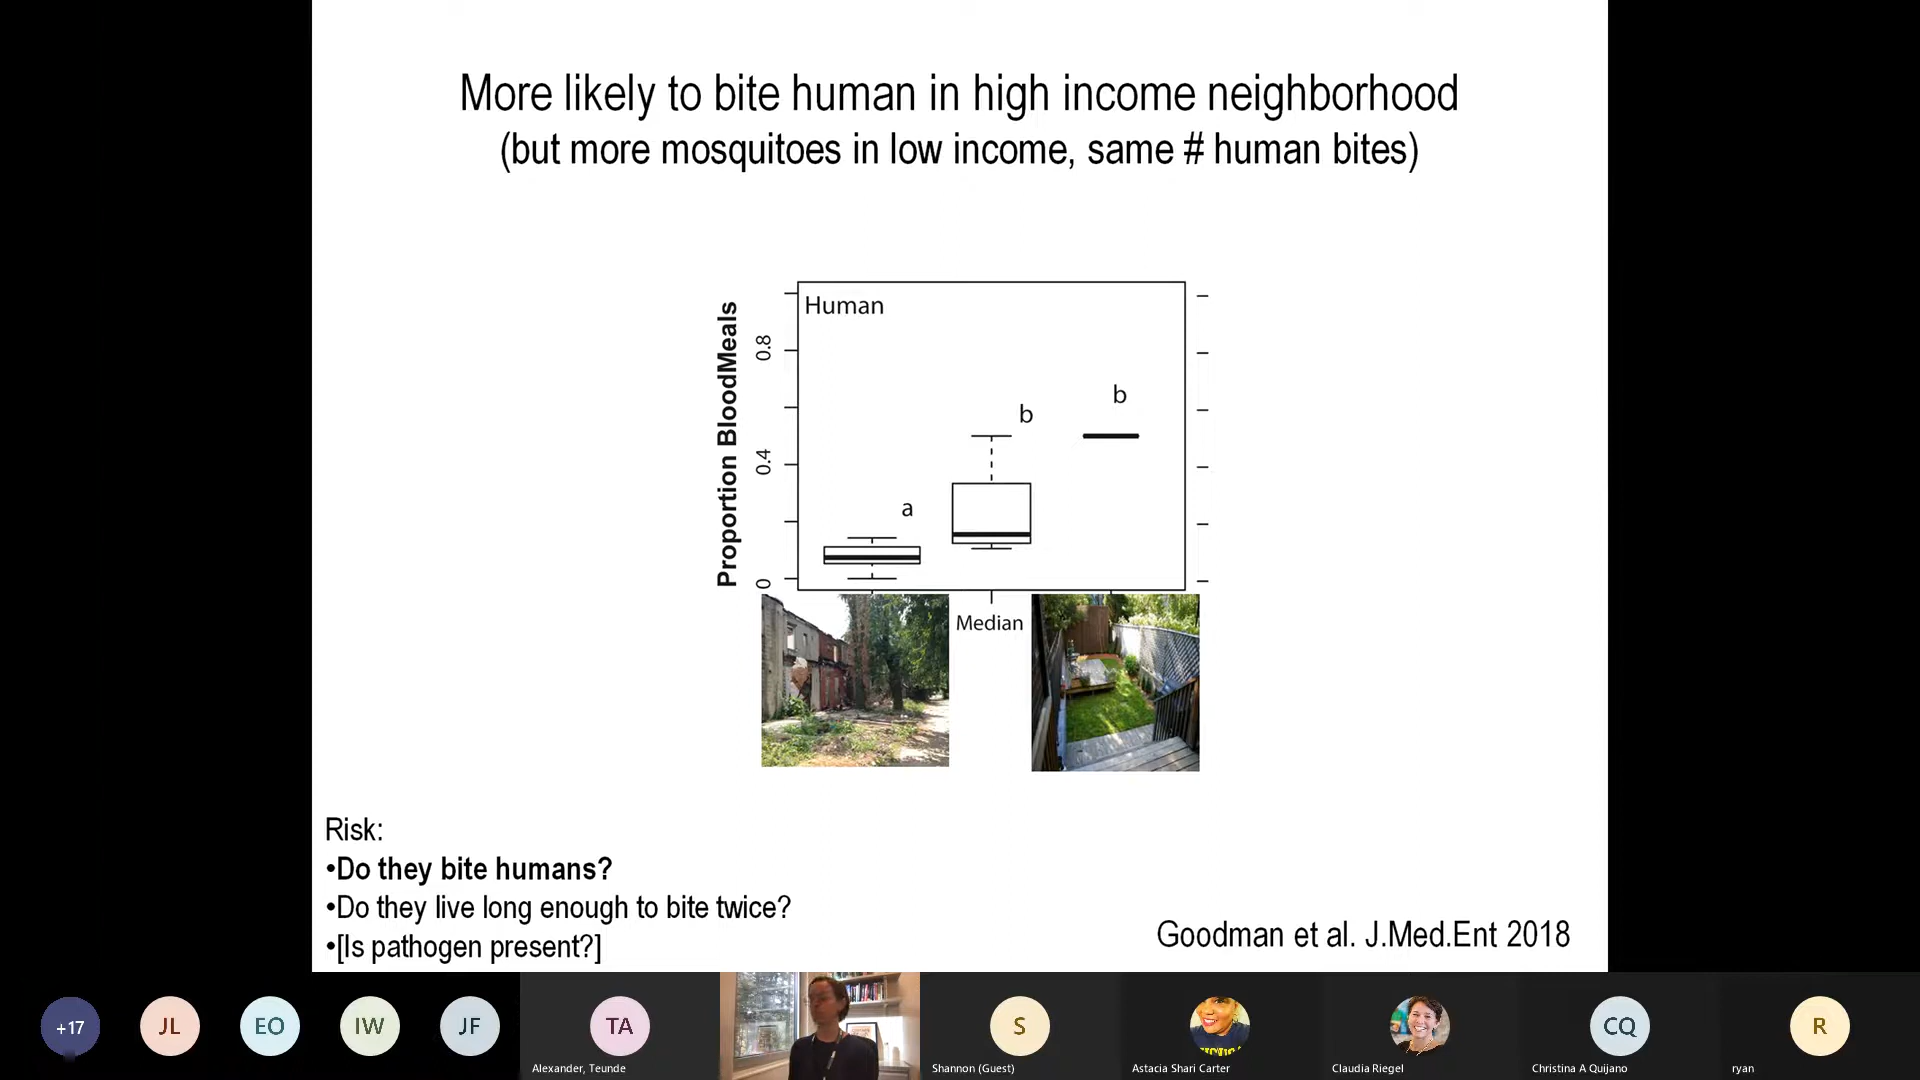 More likely to bite human in high income neighborhood
(but more mosquitoes in low income, same # human bites)
Human
Proportion BloodMeals
0.8
0.4
0
a
b
b
Median
Risk:
•Do they bite humans?
•Do they live long enough to bite twice?
•[Is pathogen present?]
Goodman et al. J.Med.Ent 2018
+17
JL
EO
IW
JF
TA
S
CQ
R
Alexander, Teunde
Shannon (Guest)
Astacia Shari Carter
Claudia Riegel
Christina A Quijano
ryan